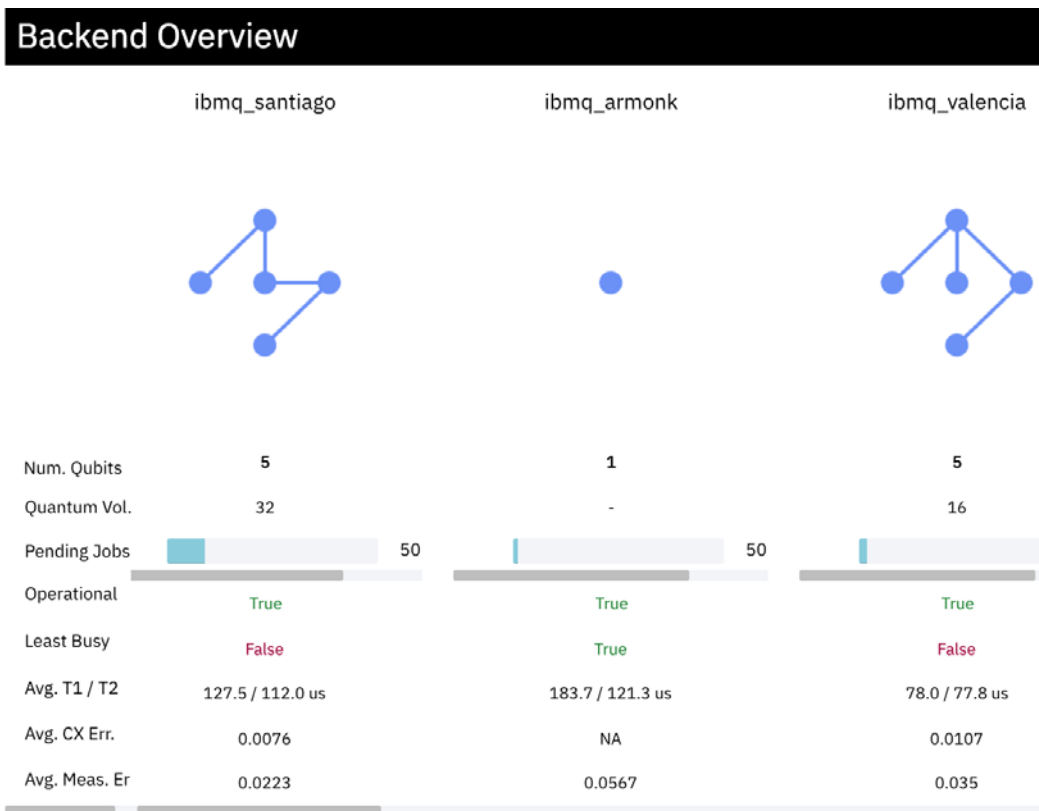 Backend Overview
ibmq_santiago ibmq_armonk ibmq_valencia
Num. Qubits 5 1 5
Quantum Vol. 32 - 16
Pending Jobs 50 50
Operational True True True
Least Busy False True False
Avg. T1 / T2 127.5 / 112.0 us 183.7 / 121.3 us 78.0 / 77.8 us
Avg. CX Err. 0.0076 NA 0.0107
Avg. Meas. Er 0.0223 0.0567 0.035